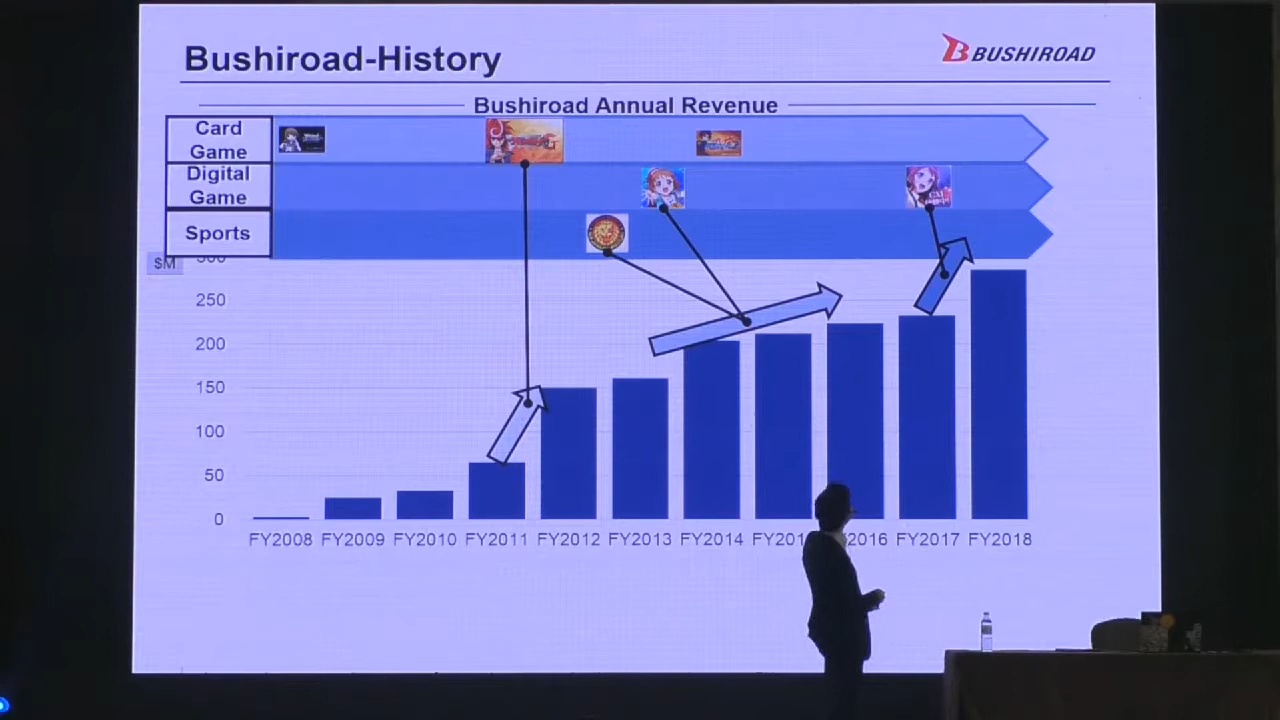 Bushiroad-History
BUSHIROAD
Bushiroad Annual Revenue
Card
Game
Digital
Game
Sports
$M
300
250
200
150
100
50
0
FY2008 FY2009 FY2010 FY2011 FY2012 FY2013 FY2014 FY201 2016 FY2017 FY2018